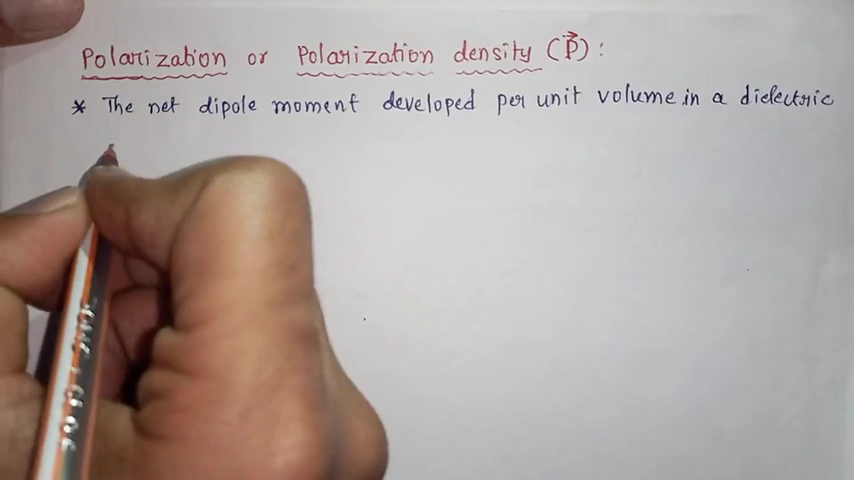 Polarization or Polarization density (P⃗) :
* The net dipole moment developed per unit volume in a dielectric